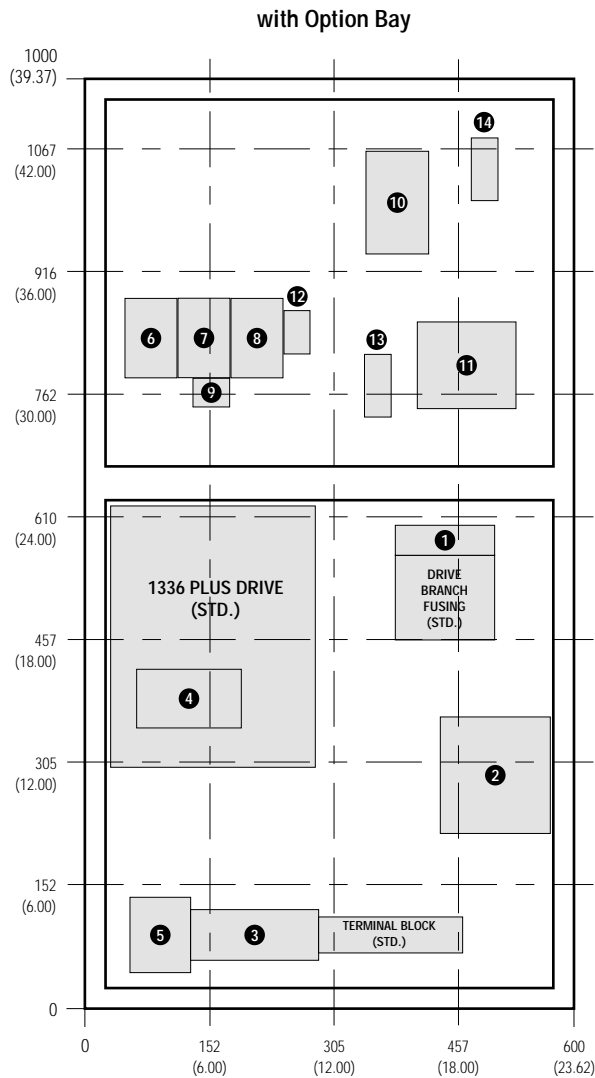 with Option Bay
1000
(39.37)
1067
(42.00)
14
10
916
(36.00)
12
6 7 8
13
11
762
(30.00)
9
610
(24.00)
1
1336 PLUS DRIVE
(STD.)
DRIVE
BRANCH
FUSING
(STD.)
457
(18.00)
4
305
(12.00)
2
152
(6.00)
5 3
TERMINAL BLOCK
(STD.)
0
0 152 305 457 600
(6.00) (12.00) (18.00) (23.62)